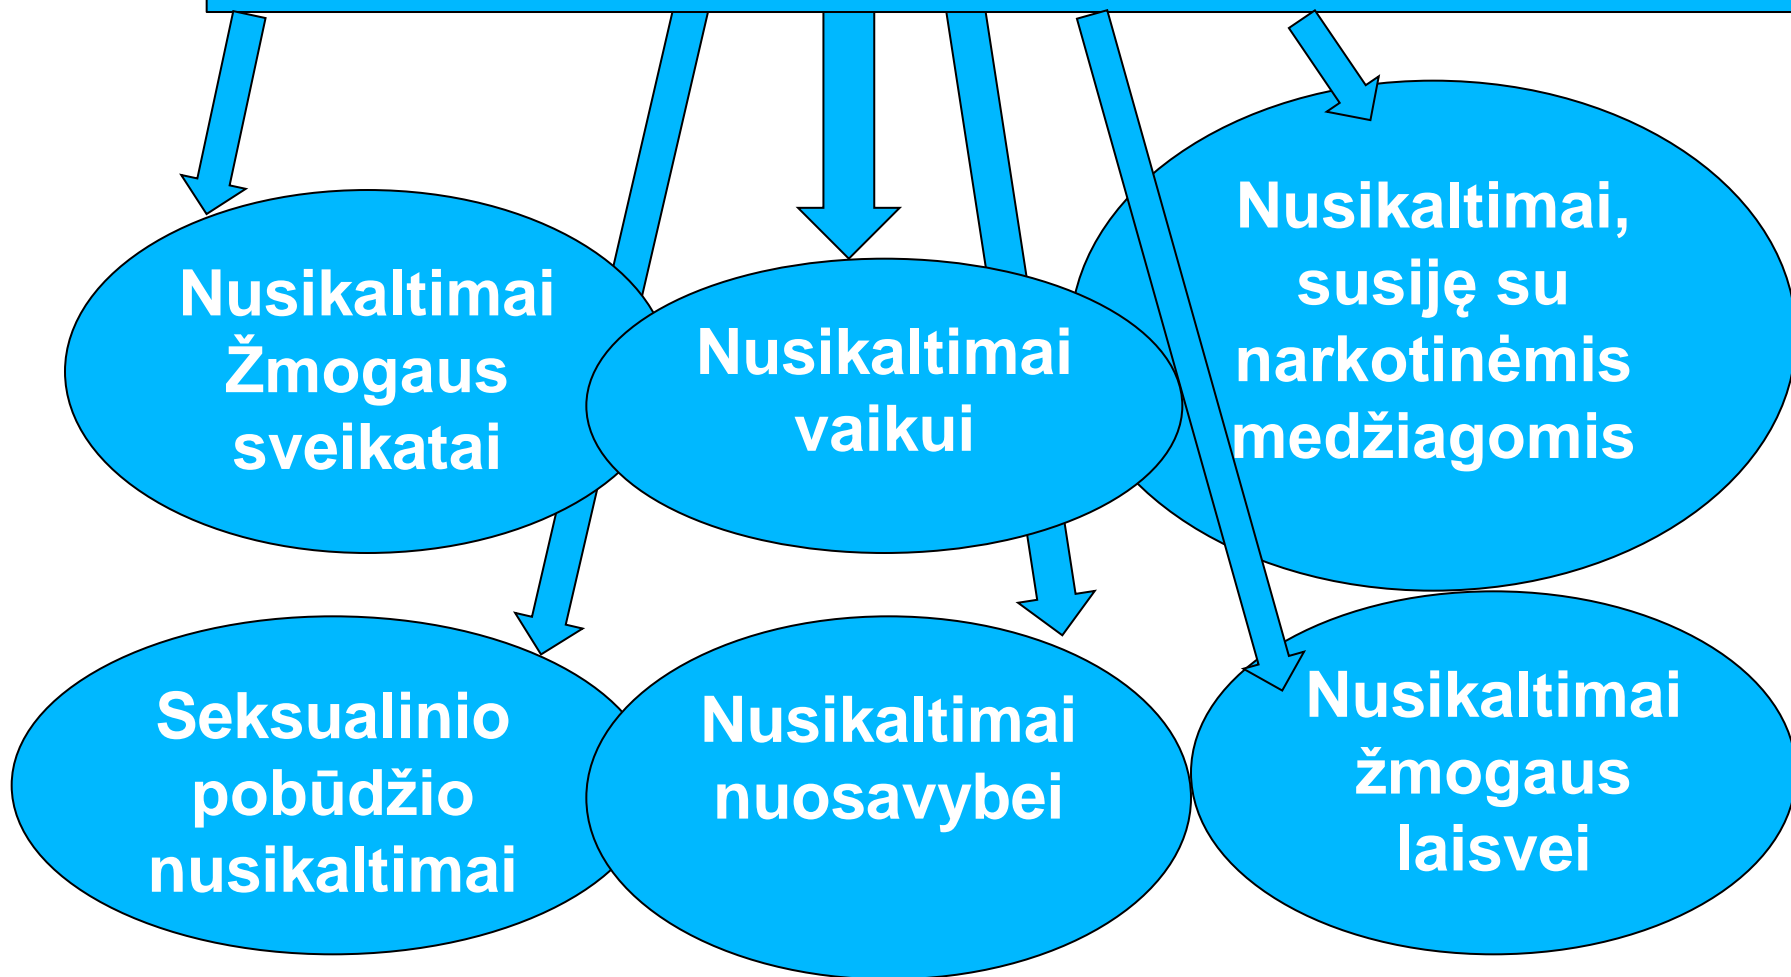 Nusikaltimai
Žmogaus
sveikatai
Nusikaltimai
vaikui
Nusikaltimai,
susiję su
narkotinėmis
medžiagomis
Seksualinio
pobūdžio
nusikaltimai
Nusikaltimai
nuosavybei
Nusikaltimai
žmogaus
laisvei